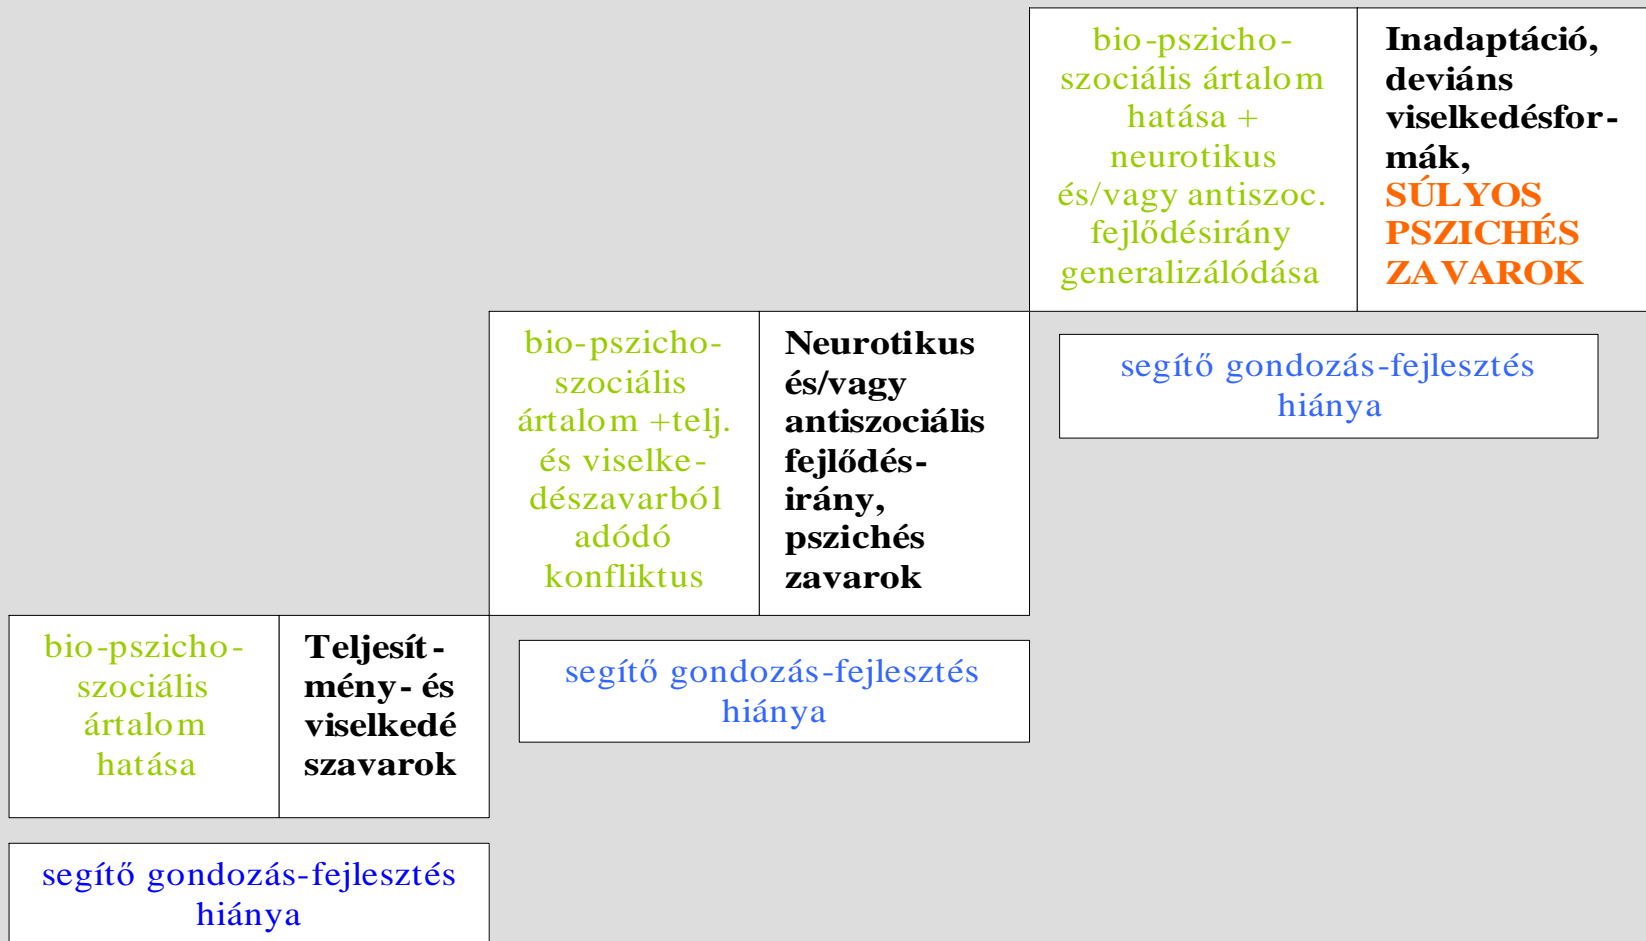 bio-pszicho-
szociális ártalom
hatása +
neurotikus
és/vagy antiszoc.
fejlődésirány
generalizálódása
Inadaptáció,
deviáns
viselkedésfor-
mák,
SÚLYOS
PSZICHÉS
ZAVAROK
segítő gondozás-fejlesztés
hiánya
bio-pszicho-
szociális
ártalom +telj.
és viselke-
dészavarból
adódó
konfliktus
Neurotikus
és/vagy
antiszociális
fejlődés-
irány,
pszichés
zavarok
segítő gondozás-fejlesztés
hiánya
bio-pszicho-
szociális
ártalom
hatása
Teljesít-
mény- és
viselkedé
szavarok
segítő gondozás-fejlesztés
hiánya